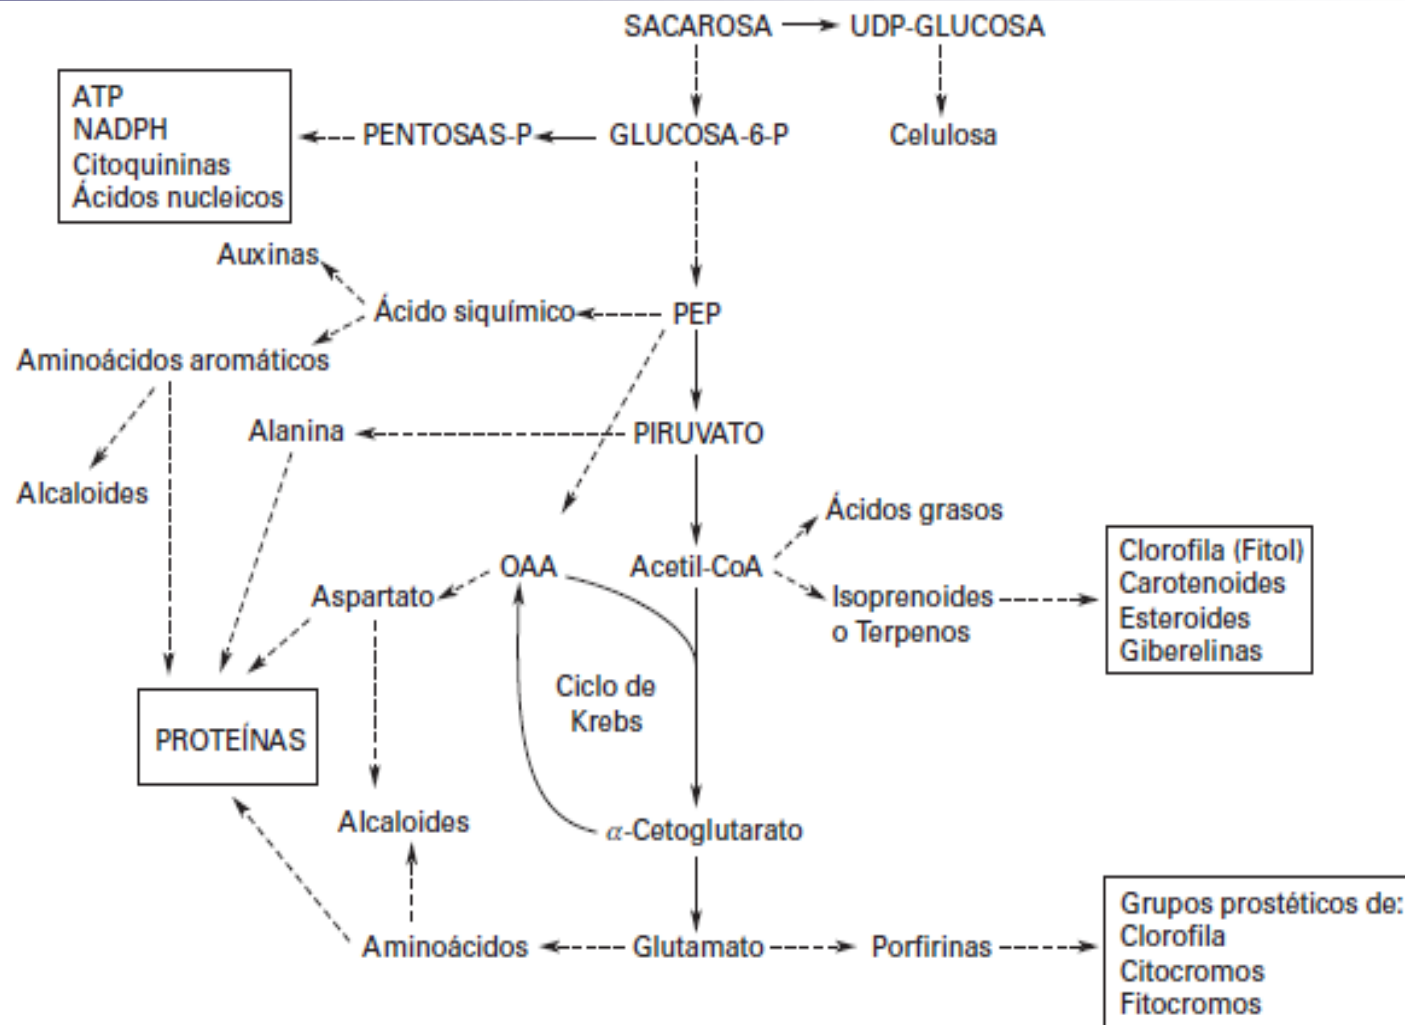 SACAROSA
UDP-GLUCOSA
ATP
NADPH
Citoquininas
Ácidos nucleicos
PENTOSAS-P
GLUCOSA-6-P
Celulosa
Auxinas
Ácido siquímico
PEP
Aminoácidos aromáticos
Alanina
PIRUVATO
Alcaloides
Ácidos grasos
OAA
Acetil-CoA
Aspartato
Isoprenoides
o Terpenos
Clorofila (Fitol)
Carotenoides
Esteroides
Giberelinas
Ciclo de
Krebs
PROTEÍNAS
Alcaloides
α-Cetoglutarato
Aminoácidos
Glutamato
Porfirinas
Grupos prostéticos de:
Clorofila
Citocromos
Fitocromos